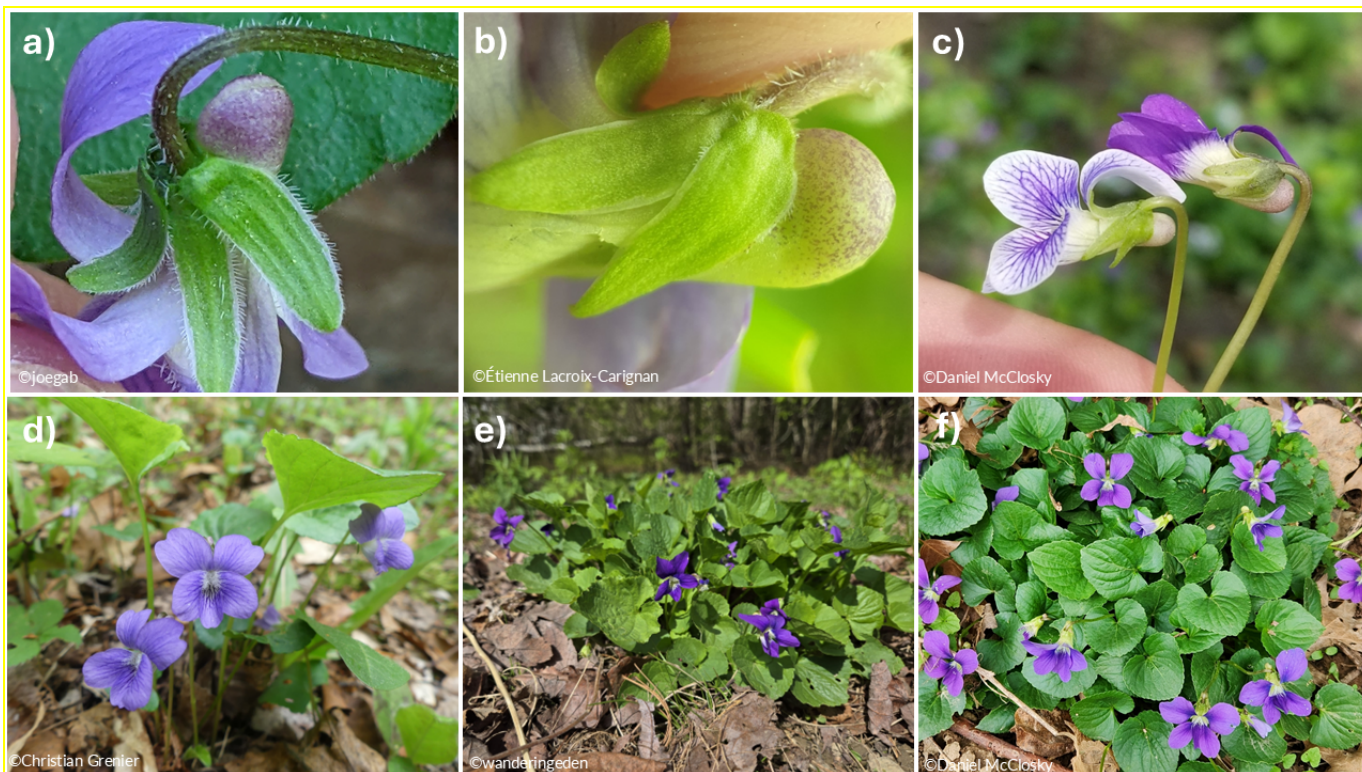 a)
b)
c)
©joegab
©Étienne Lacroix-Carignan
©Daniel McClosky
d)
e)
f)
©Christian Grenier
©wanderingeden
©Daniel McClosky